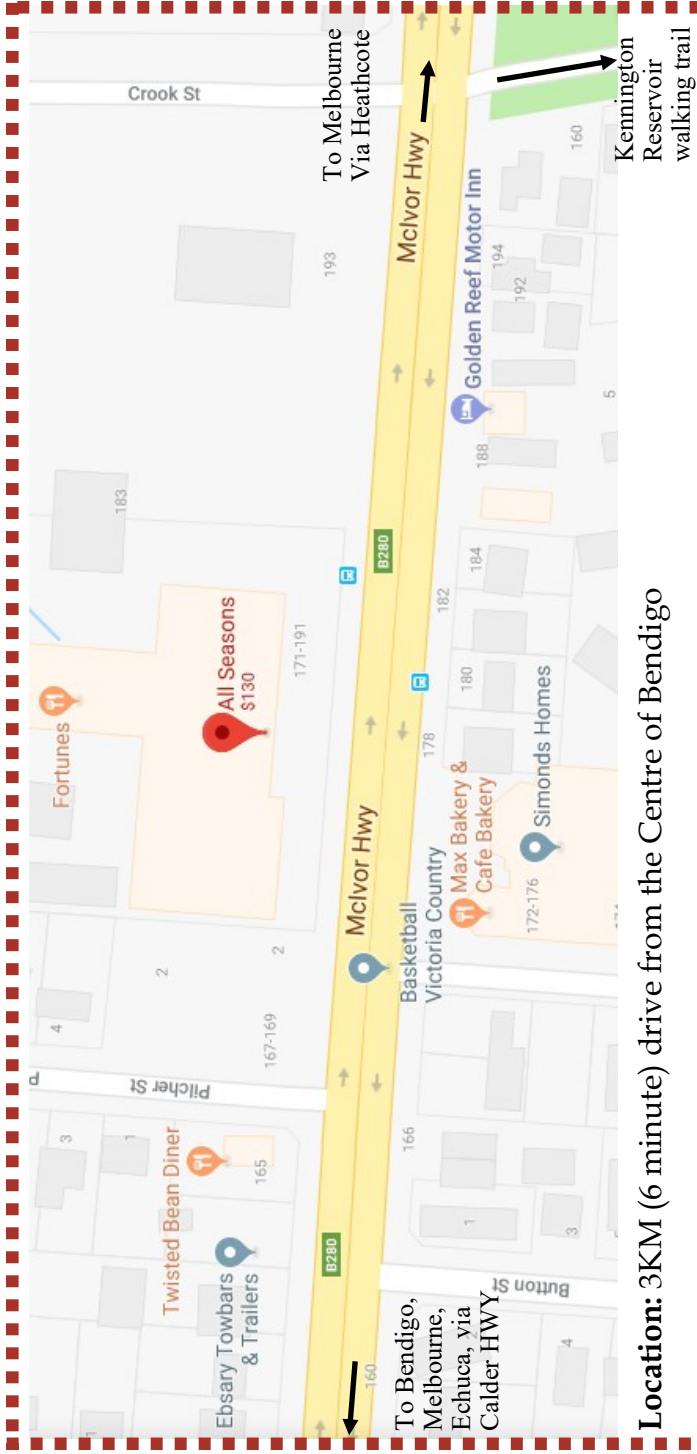 Crook St
To Melbourne
Via Heathcote
McIvor Hwy
Kennington
Reservoir
walking trail
160
193
Golden Reef Motor Inn
194
192
5
188
183
B280
184
182
All Seasons
$130
171-191
Fortunes
180
178
Simonds Homes
Max Bakery &
Cafe Bakery
172-176
McIvor Hwy
Basketball
Victoria Country
2
2
4
167-169
Pilcher St
P
3
1
Twisted Bean Diner
165
166
1
3
B280
Ebsary Towbars
& Trailers
Button St
To Bendigo,
Melbourne,
Echuca, via
Calder HWY
160
2
4
1
Location: 3KM (6 minute) drive from the Centre of Bendigo